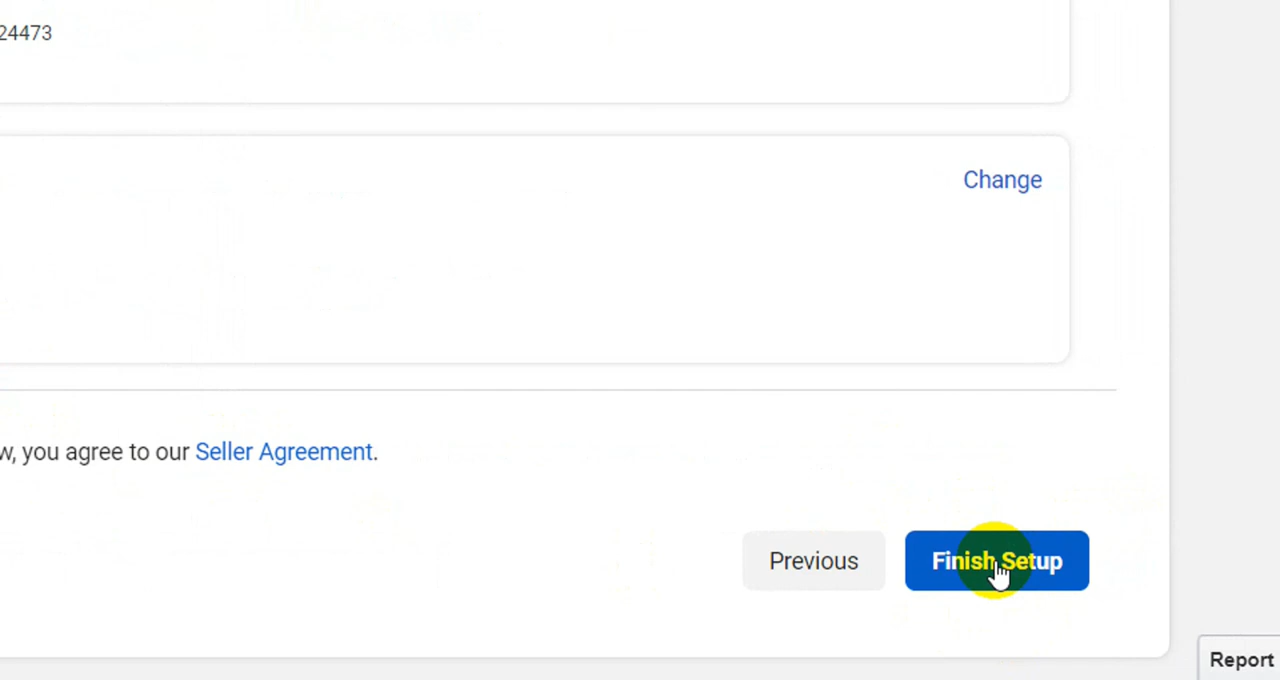 24473
Change
w, you agree to our Seller Agreement.
Previous
Finish Setup
Report